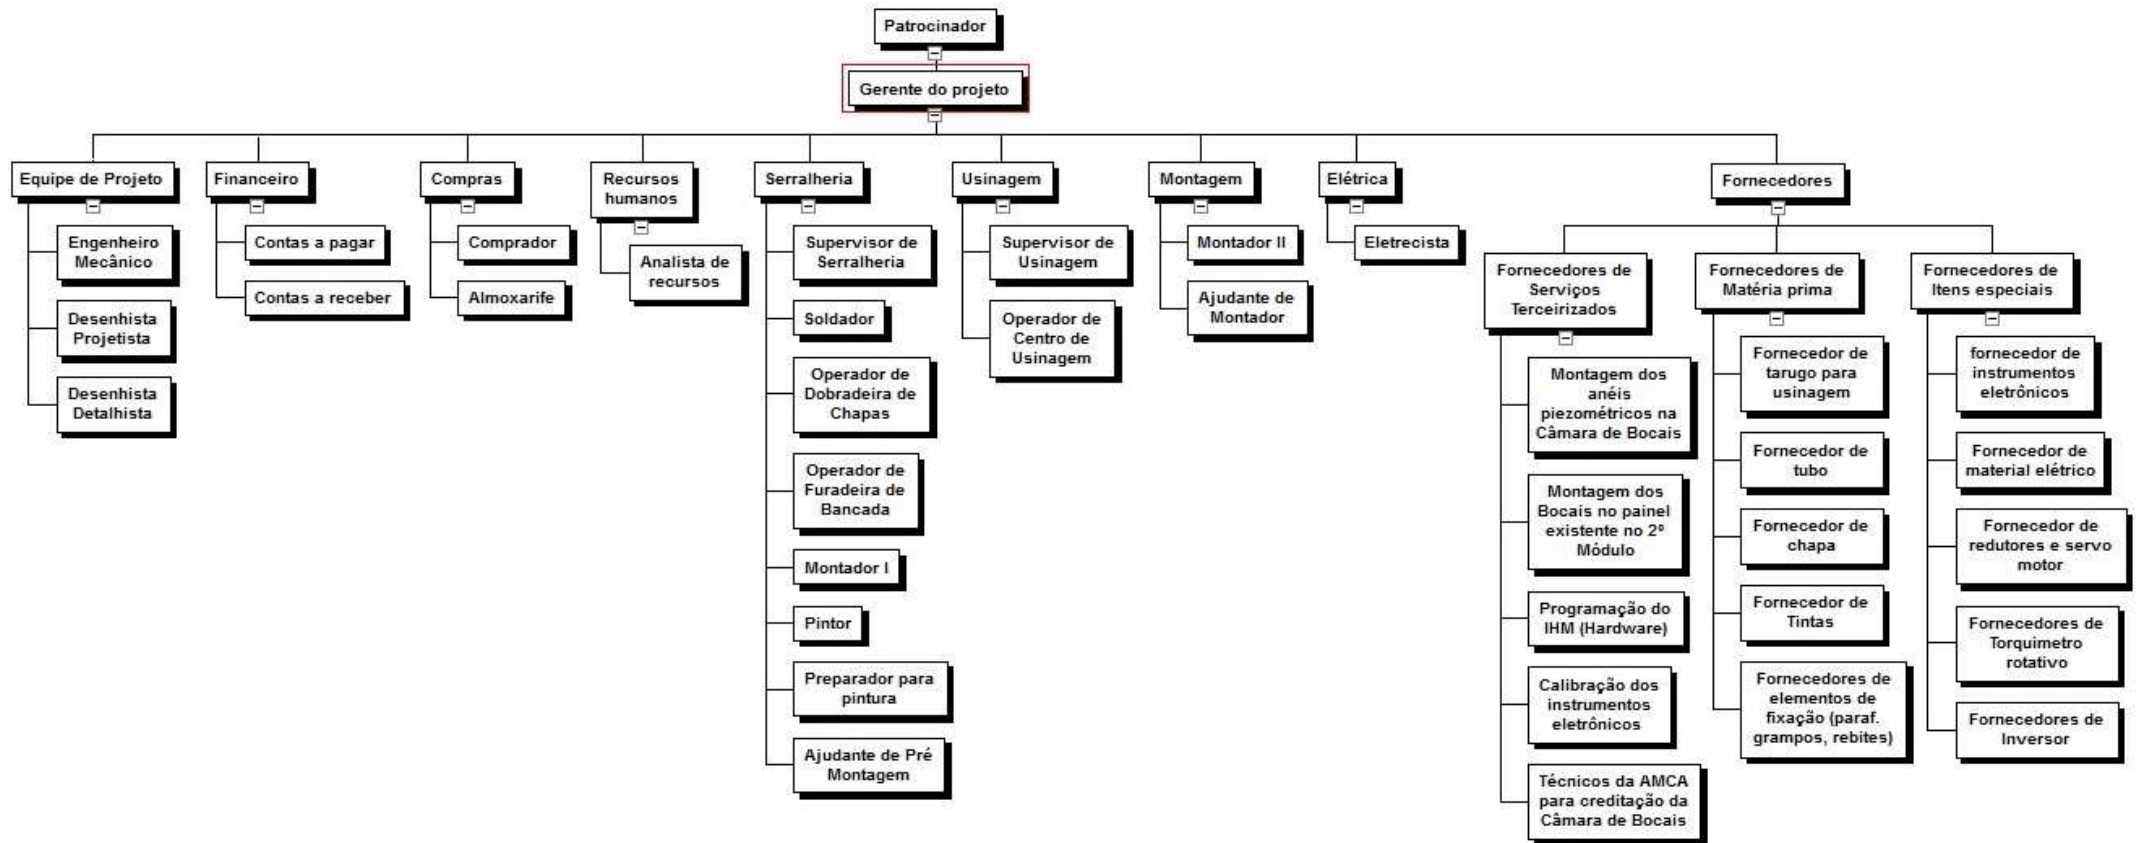 Patrocinador
Gerente do projeto
Equipe de Projeto
Engenheiro
Mecânico
Desenhista
Projetista
Desenhista
Detalhista
Financeiro
Contas a pagar
Contas a receber
Compras
Comprador
Almoxarife
Recursos
humanos
Analista de
recursos
Serralheria
Supervisor de
Serralheria
Soldador
Operador de
Dobradeira de
Chapas
Operador de
Furadeira de
Bancada
Montador I
Pintor
Preparador para
pintura
Ajudante de Pré
Montagem
Usinagem
Supervisor de
Usinagem
Operador de
Centro de
Usinagem
Montagem
Montador II
Ajudante de
Montador
Elétrica
Eletrecista
Fornecedores
Fornecedores de
Serviços
Terceirizados
Montagem dos
anéis
piezométricos na
Câmara de Bocais
Montagem dos
Bocais no painel
existente no 2º
Módulo
Programação do
IHM (Hardware)
Calibração dos
instrumentos
eletrônicos
Técnicos da AMCA
para creditação da
Câmara de Bocais
Fornecedores de
Matéria prima
Fornecedor de
tarugo para
usinagem
Fornecedor de
tubo
Fornecedor de
chapa
Fornecedor de
Tintas
Fornecedores de
elementos de
fixação (paraf.
grampos, rebites)
Fornecedores de
Itens especiais
fornecedor de
instrumentos
eletrônicos
Fornecedor de
material elétrico
Fornecedor de
redutores e servo
motor
Fornecedores de
Torquimetro
rotativo
Fornecedores de
Inversor